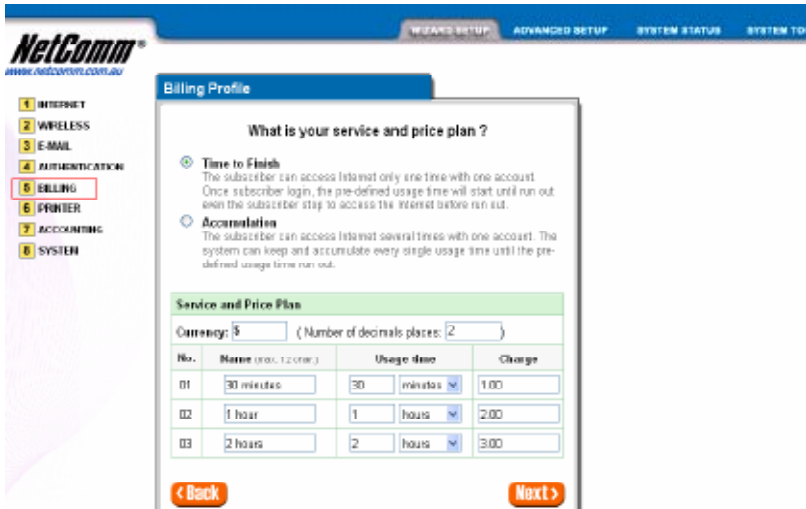 NetComm®
www.netcomm.com.au
WIZARD SETUP ADVANCED SETUP SYSTEM STATUS SYSTEM TO
1 INTERNET
2 WIRELESS
3 E-MAIL
4 AUTHENTICATION
5 BILLING
6 PRINTER
7 ACCOUNTING
8 SYSTEM
Billing Profile
What is your service and price plan ?
Time to Finish
The subscriber can access Internet only one time with one account.
Once subscriber login, the pre-defined usage time will start until run out
even the subscriber stop to access the Internet before run out.
Accumulation
The subscriber can access Internet several times with one account. The
system can keep and accumulate every single usage time until the pre-
defined usage time run out.
Service and Price Plan
Currency: $ ( Number of decimals places: 2 )
No. Name (max. 12 char.) Usage time Charge
01 30 minutes 30 minutes 1.00
02 1 hour 1 hours 2.00
03 2 hours 2 hours 3.00
< Back Next >